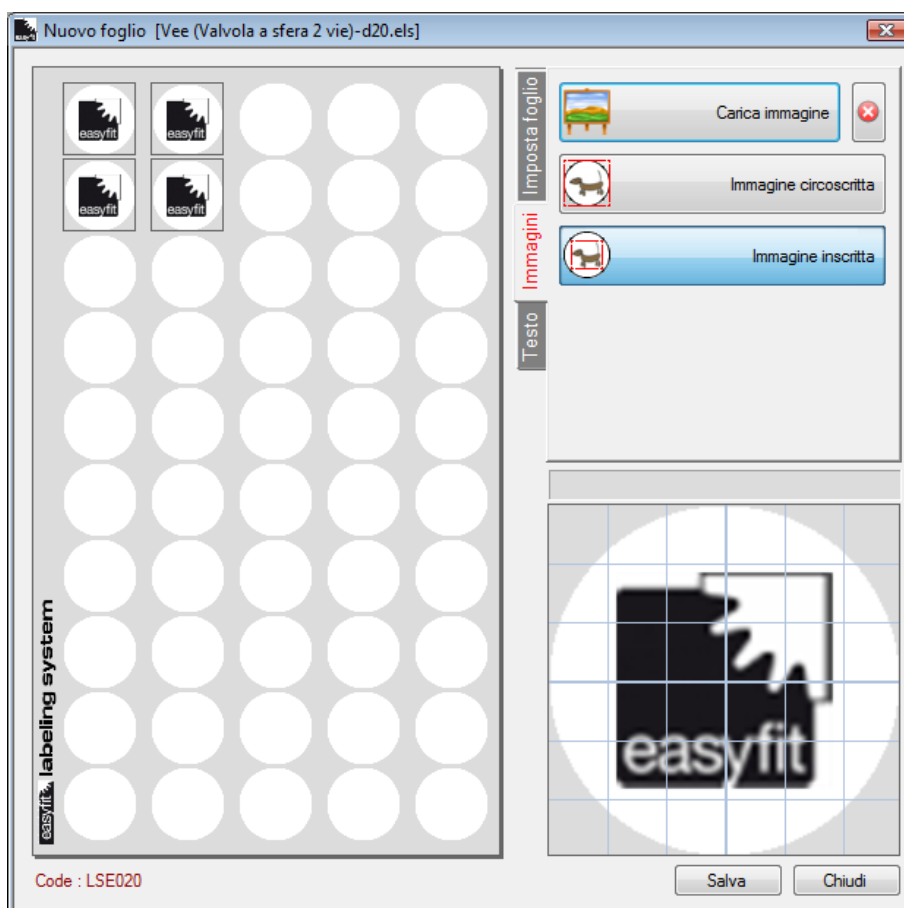 Nuovo foglio [Vee (Valvola a sfera 2 vie)-d20.els]
easyfit
easyfit
easyfit
easyfit
easyfit labeling system
Imposta foglio
Immagini
Testo
Carica immagine
Immagine circoscritta
Immagine inscritta
easyfit
Code : LSE020
Salva
Chiudi